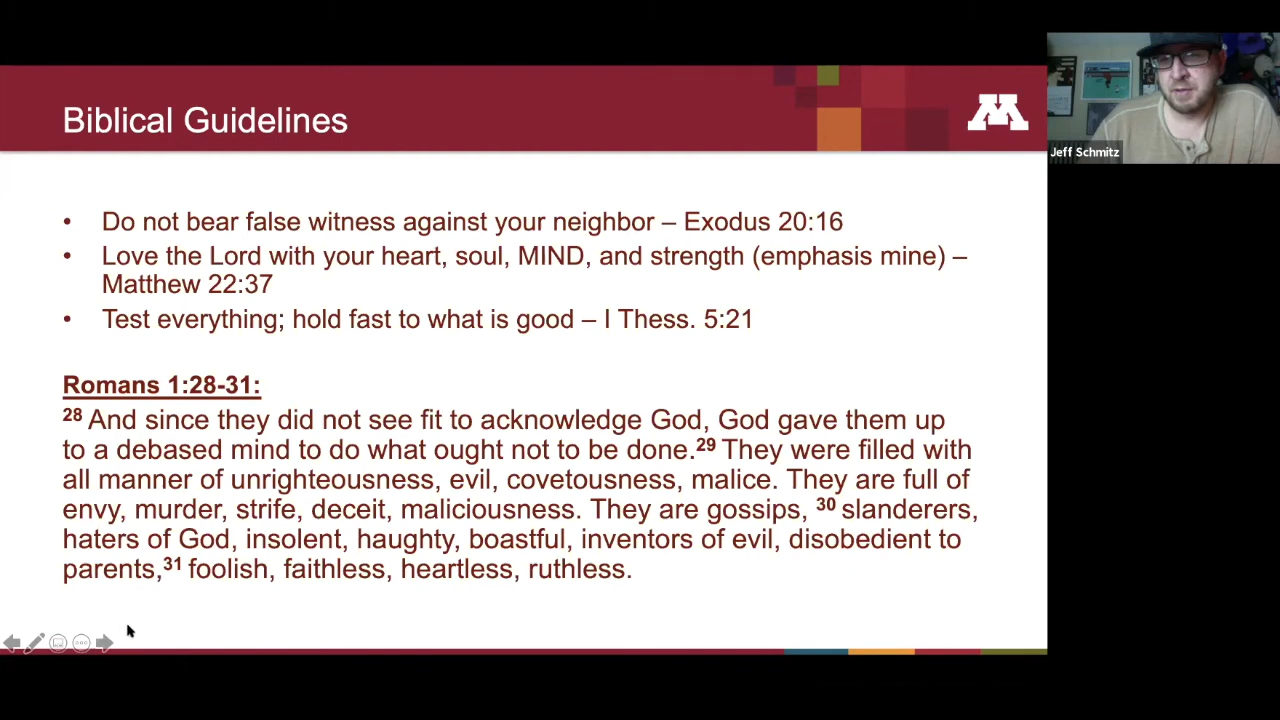 Biblical Guidelines
M
Jeff Schmitz
• Do not bear false witness against your neighbor – Exodus 20:16
• Love the Lord with your heart, soul, MIND, and strength (emphasis mine) –
Matthew 22:37
• Test everything; hold fast to what is good – I Thess. 5:21
Romans 1:28-31:
28 And since they did not see fit to acknowledge God, God gave them up
to a debased mind to do what ought not to be done.29 They were filled with
all manner of unrighteousness, evil, covetousness, malice. They are full of
envy, murder, strife, deceit, maliciousness. They are gossips, 30 slanderers,
haters of God, insolent, haughty, boastful, inventors of evil, disobedient to
parents,31 foolish, faithless, heartless, ruthless.